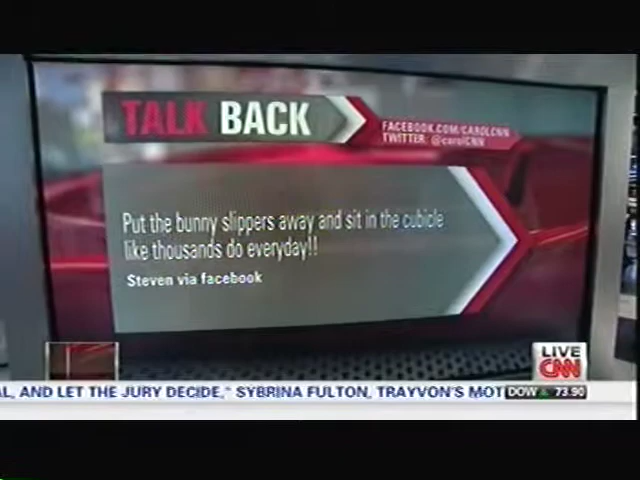 TALK BACK
FACEBOOK.COM/CAROLCNN
TWITTER: @carolCNN
Put the bunny slippers away and sit in the cubicle
like thousands do everyday!!
Steven via facebook
LIVE
CNN
AL, AND LET THE JURY DECIDE," SYBRINA FULTON, TRAYVON'S MOT
DOW 73.90